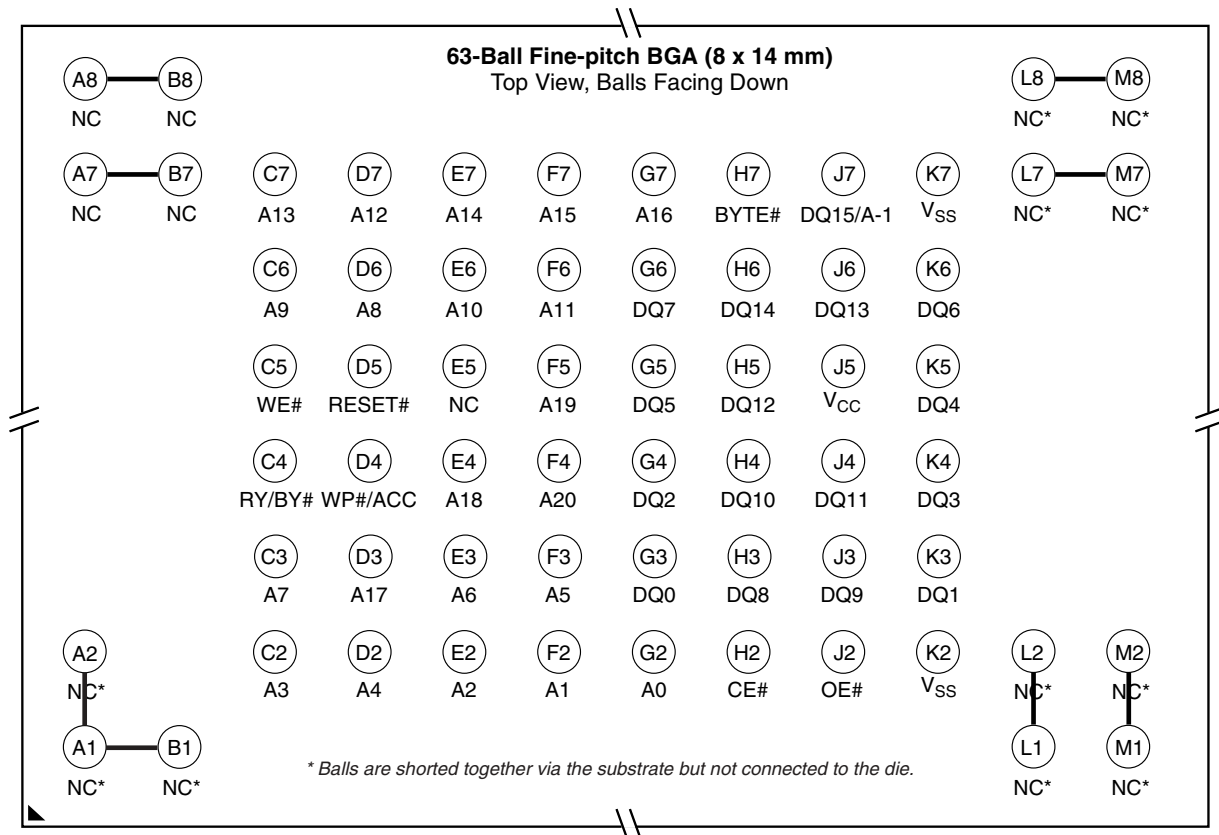 63-Ball Fine-pitch BGA (8 x 14 mm)
Top View, Balls Facing Down
A8 B8 L8 M8
NC NC NC* NC*
A7 B7 C7 D7 E7 F7 G7 H7 J7 K7 L7 M7
NC NC A13 A12 A14 A15 A16 BYTE# DQ15/A-1 VSS NC* NC*
C6 D6 E6 F6 G6 H6 J6 K6
A9 A8 A10 A11 DQ7 DQ14 DQ13 DQ6
C5 D5 E5 F5 G5 H5 J5 K5
WE# RESET# NC A19 DQ5 DQ12 VCC DQ4
C4 D4 E4 F4 G4 H4 J4 K4
RY/BY# WP#/ACC A18 A20 DQ2 DQ10 DQ11 DQ3
C3 D3 E3 F3 G3 H3 J3 K3
A7 A17 A6 A5 DQ0 DQ8 DQ9 DQ1
A2 C2 D2 E2 F2 G2 H2 J2 K2 L2 M2
NC* A3 A4 A2 A1 A0 CE# OE# VSS NC* NC*
A1 B1 L1 M1
NC* NC* NC* NC*
* Balls are shorted together via the substrate but not connected to the die.